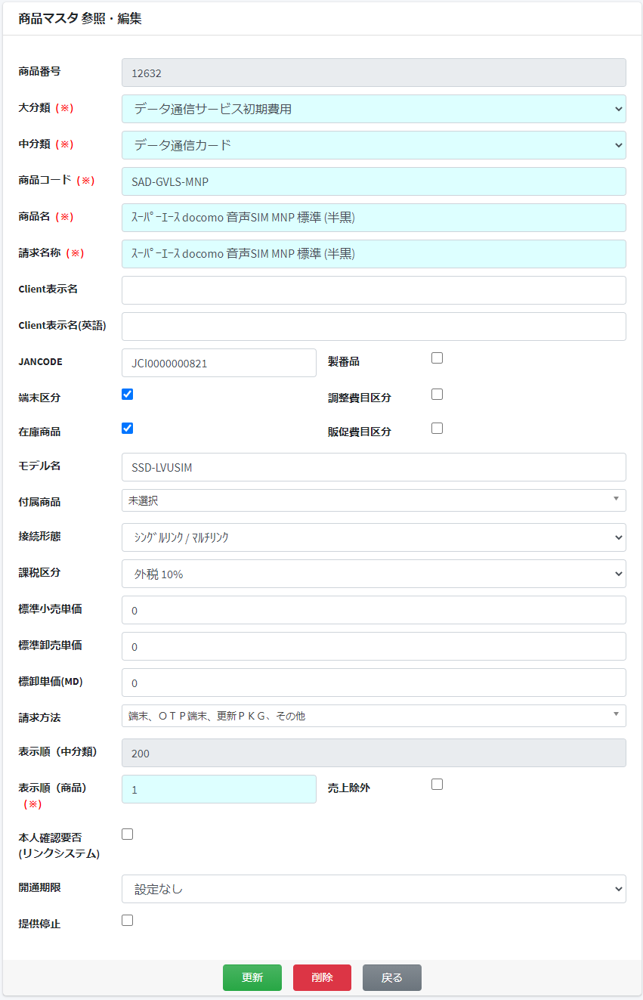 商品マスタ 参照・編集
商品番号 12632
大分類 (※) データ通信サービス初期費用
中分類 (※) データ通信カード
商品コード (※) SAD-GVLS-MNP
商品名 (※) ｽｰﾊﾟｰｴｰｽ docomo 音声SIM MNP 標準 (半黒)
請求名称 (※) ｽｰﾊﾟｰｴｰｽ docomo 音声SIM MNP 標準 (半黒)
Client表示名
Client表示名(英語)
JANCODE JCI0000000821 製番品
端末区分 調整費目区分
在庫商品 販促費目区分
モデル名 SSD-LVUSIM
付属商品 未選択
接続形態 ｼﾝｸﾞﾙﾘﾝｸ / ﾏﾙﾁﾘﾝｸ
課税区分 外税 10%
標準小売単価 0
標準卸売単価 0
標卸単価(MD) 0
請求方法 端末、ＯＴＰ端末、更新ＰＫＧ、その他
表示順（中分類） 200
表示順（商品） 1 売上除外
(※)
本人確認要否
(リンクシステム)
開通期限 設定なし
提供停止
更新 削除 戻る